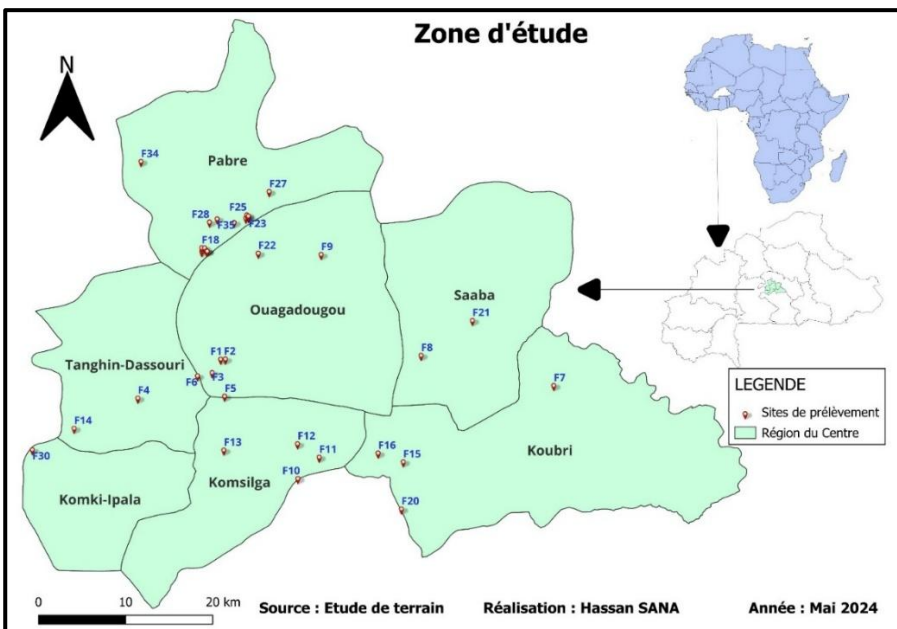 Zone d'étude
N
F34
Pabre
F27
F28
F25
F35
F23
F18
F22
F9
Ouagadougou
Saaba
F21
F1
F2
Tanghin-Dassouri
F8
F6
F3
F7
F4
F5
LEGENDE
Sites de prélèvement
Région du Centre
F14
F12
F13
F16
F11
F15
Koubri
F30
F10
Komsilga
Komki-Ipala
F20
0
10
20 km
Source : Etude de terrain
Réalisation : Hassan SANA
Année : Mai 2024